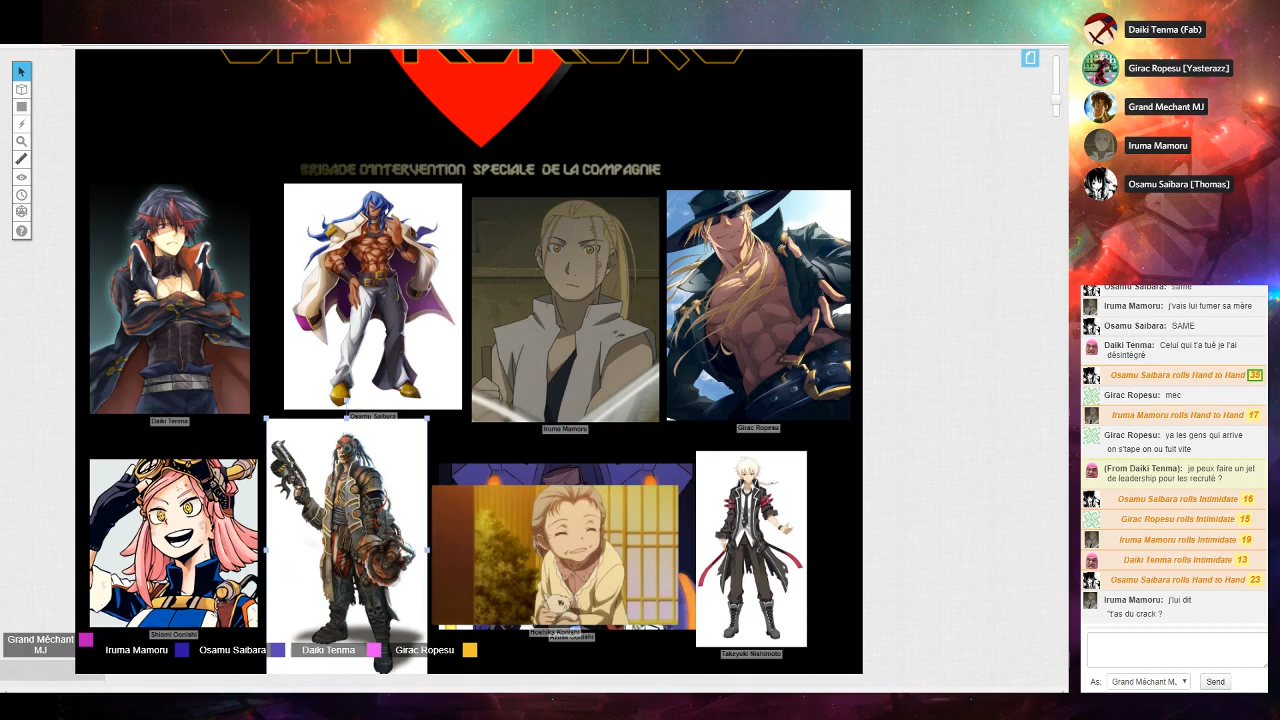 BRIGADE D'INTERVENTION SPECIALE DE LA COMPAGNIE
Daiki Tenma
Osamu Saibara
Iruma Mamoru
Girac Ropesu
Shiomi Oonishi
Hoshika Konishi
Takeyuki Nishimoto
Grand Méchant
MJ
Iruma Mamoru
Osamu Saibara
Daiki Tenma
Girac Ropesu
Daiki Tenma (Fab)
Girac Ropesu [Yasterazz]
Grand Mechant MJ
Iruma Mamoru
Osamu Saibara [Thomas]
Osamu Saibara: same
Iruma Mamoru: j'vais lui fumer sa mère
Osamu Saibara: SAME
Daiki Tenma: Celui qui t'a tué je l'ai
désintégré
Osamu Saibara rolls Hand to Hand 35
Girac Ropesu: mec
Iruma Mamoru rolls Hand to Hand 17
Girac Ropesu: ya les gens qui arrive
on s'tape on ou fuit vite
(From Daiki Tenma): je peux faire un jet
de leadership pour les recruté ?
Osamu Saibara rolls Intimidate 16
Girac Ropesu rolls Intimidate 15
Iruma Mamoru rolls Intimidate 19
Daiki Tenma rolls Intimidate 13
Osamu Saibara rolls Hand to Hand 23
Iruma Mamoru: j'lui dit
"t'as du crack ?
As: Grand Méchant M. Send